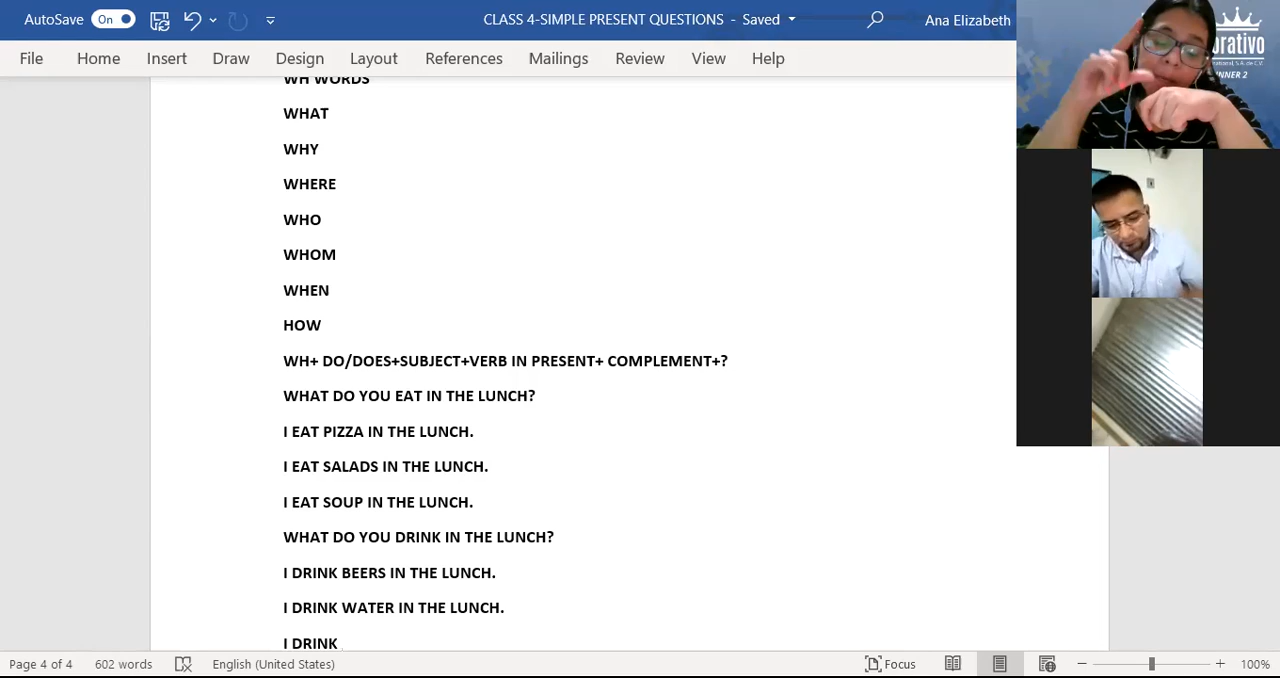 AutoSave On CLASS 4-SIMPLE PRESENT QUESTIONS - Saved Ana Elizabeth
File Home Insert Draw Design Layout References Mailings Review View Help
WH WORDS
WHAT
WHY
WHERE
WHO
WHOM
WHEN
HOW
WH+ DO/DOES+SUBJECT+VERB IN PRESENT+ COMPLEMENT+?
WHAT DO YOU EAT IN THE LUNCH?
I EAT PIZZA IN THE LUNCH.
I EAT SALADS IN THE LUNCH.
I EAT SOUP IN THE LUNCH.
WHAT DO YOU DRINK IN THE LUNCH?
I DRINK BEERS IN THE LUNCH.
I DRINK WATER IN THE LUNCH.
I DRINK
Page 4 of 4 602 words English (United States) Focus 100%